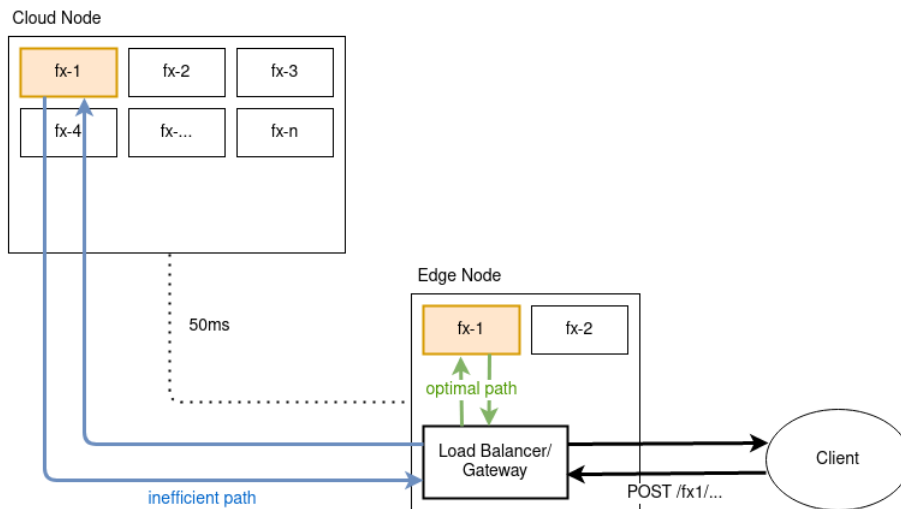 Cloud Node
fx-1
fx-2
fx-3
fx-4
fx-...
fx-n
50ms
Edge Node
fx-1
fx-2
optimal path
Load Balancer/
Gateway
Client
POST /fx1/...
inefficient path